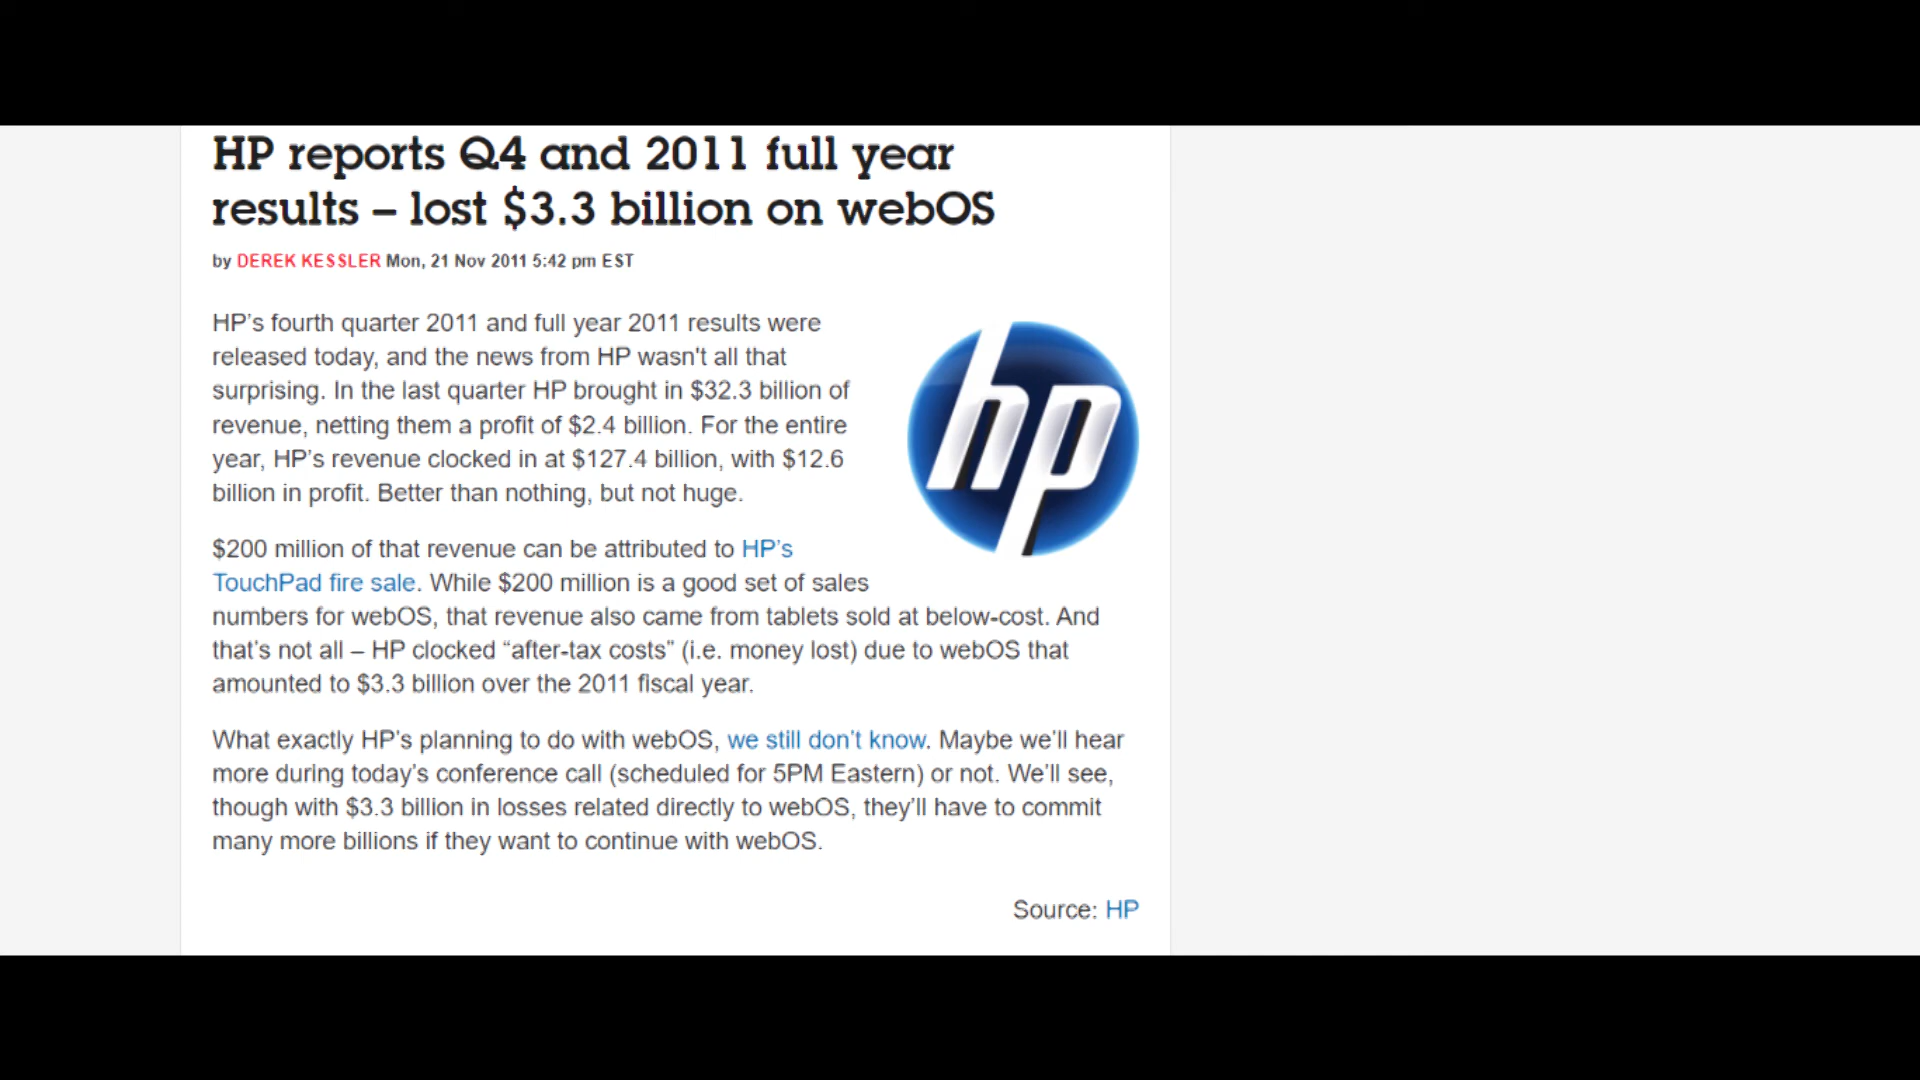 HP reports Q4 and 2011 full year
results – lost $3.3 billion on webOS
by DEREK KESSLER Mon, 21 Nov 2011 5:42 pm EST
HP’s fourth quarter 2011 and full year 2011 results were
released today, and the news from HP wasn't all that
surprising. In the last quarter HP brought in $32.3 billion of
revenue, netting them a profit of $2.4 billion. For the entire
year, HP’s revenue clocked in at $127.4 billion, with $12.6
billion in profit. Better than nothing, but not huge.
hp
$200 million of that revenue can be attributed to HP’s
TouchPad fire sale. While $200 million is a good set of sales
numbers for webOS, that revenue also came from tablets sold at below-cost. And
that’s not all – HP clocked “after-tax costs” (i.e. money lost) due to webOS that
amounted to $3.3 billion over the 2011 fiscal year.
What exactly HP’s planning to do with webOS, we still don’t know. Maybe we’ll hear
more during today’s conference call (scheduled for 5PM Eastern) or not. We’ll see,
though with $3.3 billion in losses related directly to webOS, they’ll have to commit
many more billions if they want to continue with webOS.
Source: HP